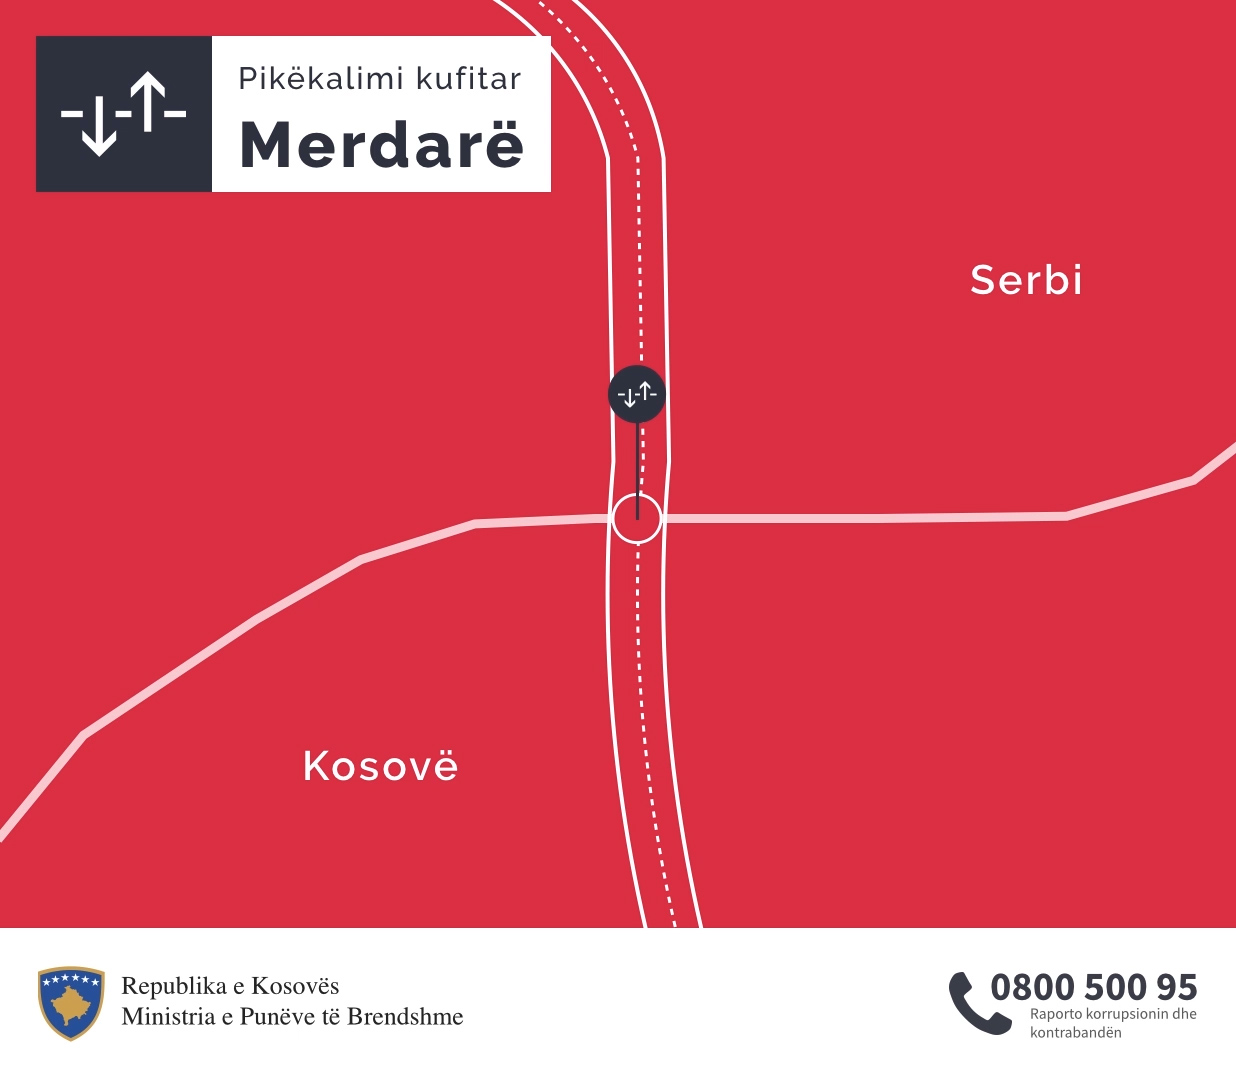 Pikëkalimi kufitar
Merdarë
Serbi
Kosovë
Republika e Kosovës
Ministria e Punëve të Brendshme
0800 500 95
Raporto korrupsionin dhe
kontrabandën